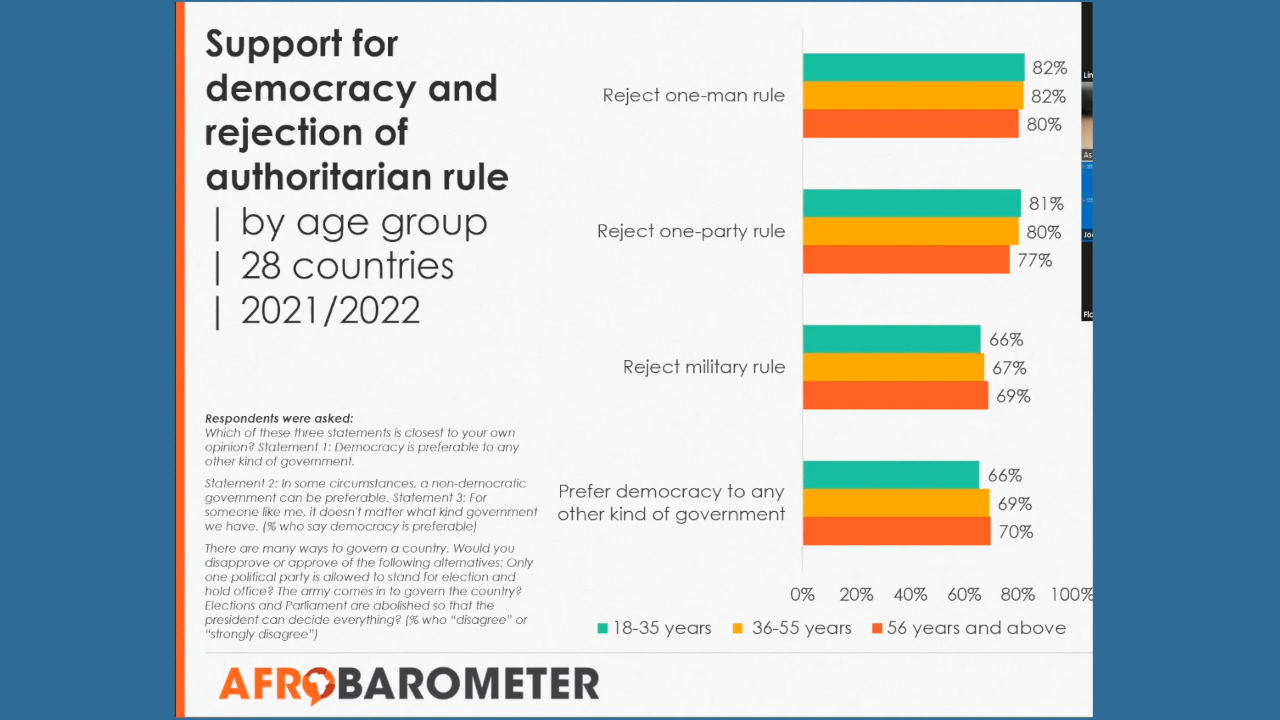 Support for
democracy and
rejection of
authoritarian rule
| by age group
| 28 countries
| 2021/2022
Respondents were asked:
Which of these three statements is closest to your own
opinion? Statement 1: Democracy is preferable to any
other kind of government.
Statement 2: In some circumstances, a non-democratic
government can be preferable. Statement 3: For
someone like me, it doesn't matter what kind government
we have. (% who say democracy is preferable)
There are many ways to govern a country. Would you
disapprove or approve of the following alternatives: Only
one political party is allowed to stand for election and
hold office? The army comes in to govern the country?
Elections and Parliament are abolished so that the
president can decide everything? (% who “disagree” or
“strongly disagree”)
Reject one-man rule
82%
82%
80%
Reject one-party rule
81%
80%
77%
Reject military rule
66%
67%
69%
Prefer democracy to any
other kind of government
66%
69%
70%
0% 20% 40% 60% 80% 100%
18-35 years 36-55 years 56 years and above
AFROBAROMETER
Lin
As